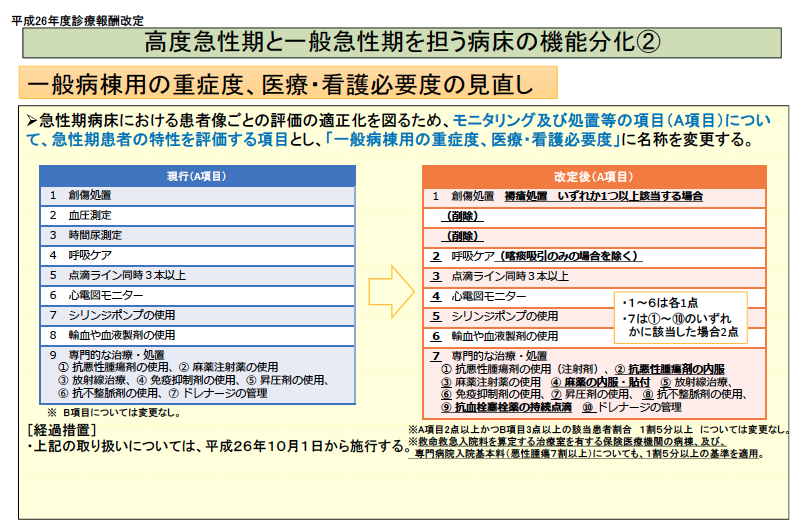 平成26年度診療報酬改定
高度急性期と一般急性期を担う病床の機能分化②
一般病棟用の重症度、医療・看護必要度の見直し
➢急性期病床における患者像ごとの評価の適正化を図るため、モニタリング及び処置等の項目（A項目）につい
て、急性期患者の特性を評価する項目とし、「一般病棟用の重症度、医療・看護必要度」に名称を変更する。
現行（A項目）
1 創傷処置
2 血圧測定
3 時間尿測定
4 呼吸ケア
5 点滴ライン同時３本以上
6 心電図モニター
7 シリンジポンプの使用
8 輸血や血液製剤の使用
9 専門的な治療・処置
① 抗悪性腫瘍剤の使用、② 麻薬注射薬の使用
③ 放射線治療、④ 免疫抑制剤の使用、⑤ 昇圧剤の使用、
⑥ 抗不整脈剤の使用、⑦ ドレナージの管理
※ B項目については変更なし。
改定後（A項目）
1 創傷処置 褥瘡処置 いずれか1つ以上該当する場合
（削除）
（削除）
2 呼吸ケア（喀痰吸引のみの場合を除く）
3 点滴ライン同時３本以上
4 心電図モニター
5 シリンジポンプの使用
6 輸血や血液製剤の使用
7 専門的な治療・処置
① 抗悪性腫瘍剤の使用（注射剤）、② 抗悪性腫瘍剤の内服
③ 麻薬注射薬の使用 ④ 麻薬の内服・貼付 ⑤ 放射線治療、
⑥ 免疫抑制剤の使用、⑦ 昇圧剤の使用、⑧ 抗不整脈剤の使用、
⑨ 抗血栓塞栓薬の持続点滴 ⑩ ドレナージの管理
・1～6は各1点
・7は①～⑩のいずれ
かに該当した場合2点
［経過措置］
・上記の取り扱いについては、平成26年10月1日から施行する。
※A項目2点以上かつB項目3点以上の該当患者割合 1割5分以上 については変更なし。
※救命救急入院料を算定する治療室を有する保険医療機関の病棟、及び、
専門病院入院基本料（悪性腫瘍7割以上）についても、1割5分以上の基準を適用。